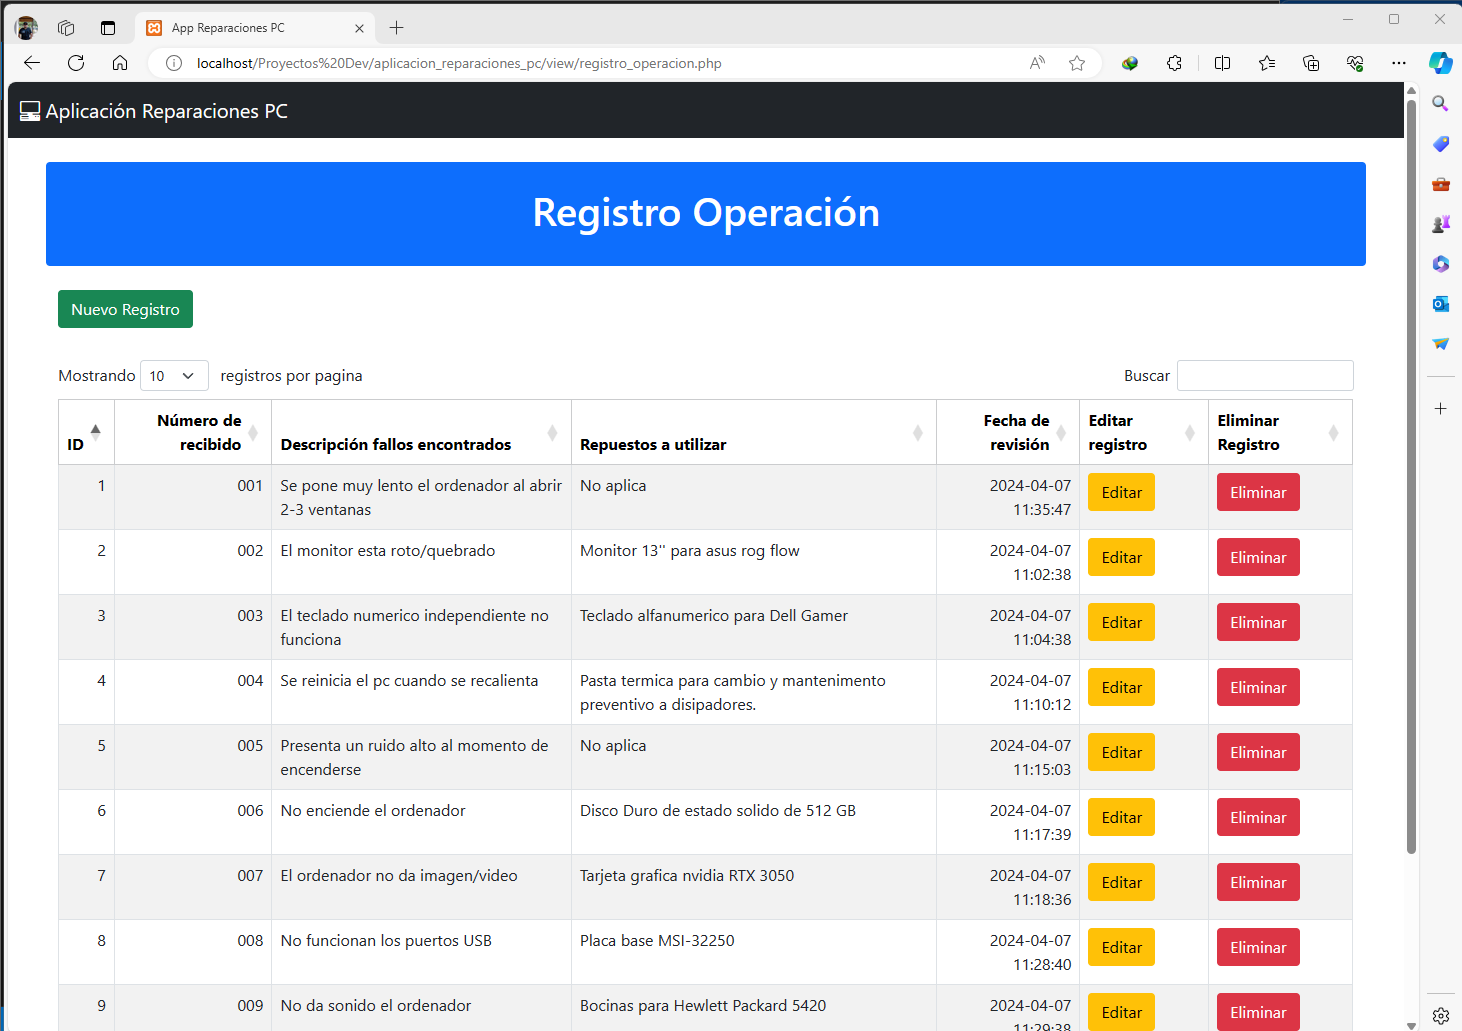 App Reparaciones PC
localhost/Proyectos%20Dev/aplicacion_reparaciones_pc/view/registro_operacion.php
Aplicación Reparaciones PC
Registro Operación
Nuevo Registro
Mostrando 10 registros por pagina Buscar
ID Número de recibido Descripción fallos encontrados Repuestos a utilizar Fecha de revisión Editar registro Eliminar Registro
1 001 Se pone muy lento el ordenador al abrir 2-3 ventanas No aplica 2024-04-07 11:35:47 Editar Eliminar
2 002 El monitor esta roto/quebrado Monitor 13'' para asus rog flow 2024-04-07 11:02:38 Editar Eliminar
3 003 El teclado numerico independiente no funciona Teclado alfanumerico para Dell Gamer 2024-04-07 11:04:38 Editar Eliminar
4 004 Se reinicia el pc cuando se recalienta Pasta termica para cambio y mantenimento preventivo a disipadores. 2024-04-07 11:10:12 Editar Eliminar
5 005 Presenta un ruido alto al momento de encenderse No aplica 2024-04-07 11:15:03 Editar Eliminar
6 006 No enciende el ordenador Disco Duro de estado solido de 512 GB 2024-04-07 11:17:39 Editar Eliminar
7 007 El ordenador no da imagen/video Tarjeta grafica nvidia RTX 3050 2024-04-07 11:18:36 Editar Eliminar
8 008 No funcionan los puertos USB Placa base MSI-32250 2024-04-07 11:28:40 Editar Eliminar
9 009 No da sonido el ordenador Bocinas para Hewlett Packard 5420 2024-04-07 11:29:38 Editar Eliminar